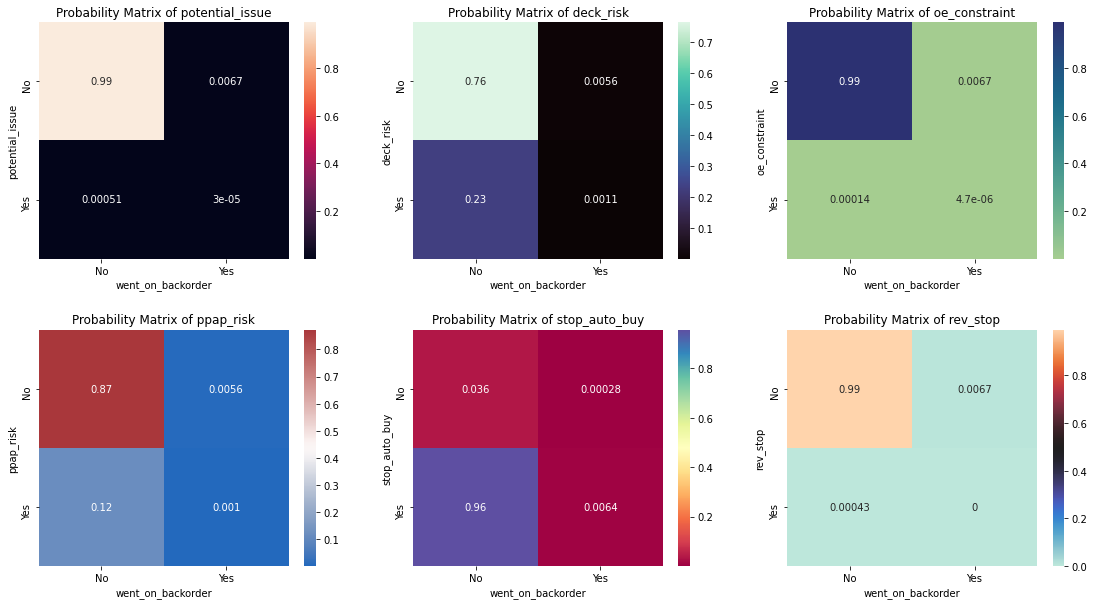 Probability Matrix of potential_issue
No
Yes
potential_issue
0.99
0.0067
0.00051
3e-05
No
Yes
went_on_backorder
0.8
0.6
0.4
0.2
Probability Matrix of deck_risk
No
Yes
deck_risk
0.76
0.0056
0.23
0.0011
No
Yes
went_on_backorder
0.7
0.6
0.5
0.4
0.3
0.2
0.1
Probability Matrix of oe_constraint
No
Yes
oe_constraint
0.99
0.0067
0.00014
4.7e-06
No
Yes
went_on_backorder
0.8
0.6
0.4
0.2
Probability Matrix of ppap_risk
No
Yes
ppap_risk
0.87
0.0056
0.12
0.001
No
Yes
went_on_backorder
0.8
0.7
0.6
0.5
0.4
0.3
0.2
0.1
Probability Matrix of stop_auto_buy
No
Yes
stop_auto_buy
0.036
0.00028
0.96
0.0064
No
Yes
went_on_backorder
0.8
0.6
0.4
0.2
Probability Matrix of rev_stop
No
Yes
rev_stop
0.99
0.0067
0.00043
0
No
Yes
went_on_backorder
0.8
0.6
0.4
0.2
0.0